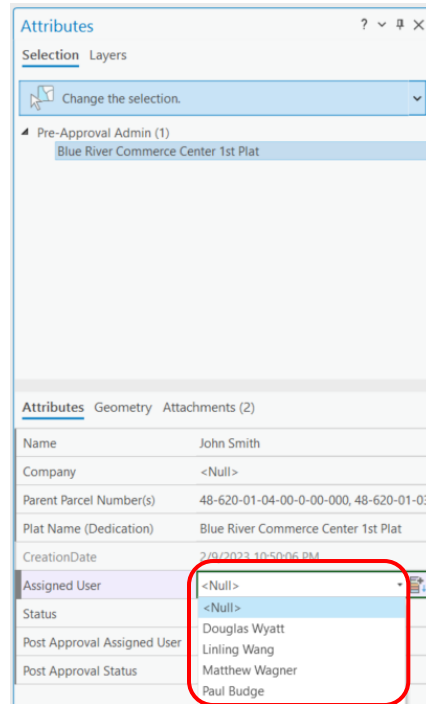 Attributes
Selection Layers
Change the selection.
Pre-Approval Admin (1)
Blue River Commerce Center 1st Plat
Attributes Geometry Attachments (2)
Name John Smith
Company <Null>
Parent Parcel Number(s) 48-620-01-04-00-0-00-000, 48-620-01-03
Plat Name (Dedication) Blue River Commerce Center 1st Plat
CreationDate 2/9/2023 10:50:06 PM
Assigned User <Null>
<Null>
Status
Douglas Wyatt
Linling Wang
Post Approval Assigned User
Matthew Wagner
Post Approval Status
Paul Budge